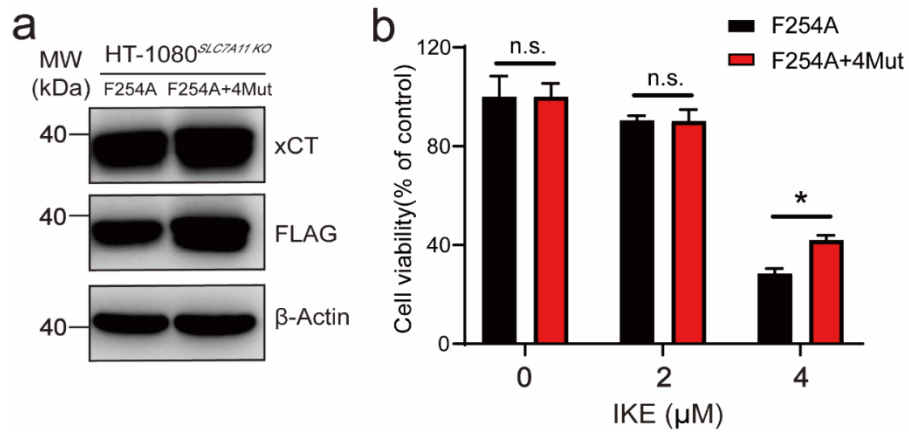 a
MW
(kDa)
HT-1080SLC7A11 KO
F254A F254A+4Mut
40
xCT
40
FLAG
40
β-Actin
b
F254A
F254A+4Mut
Cell viability(% of control)
120
80
40
0
n.s.
n.s.
*
0 2 4
IKE (μM)